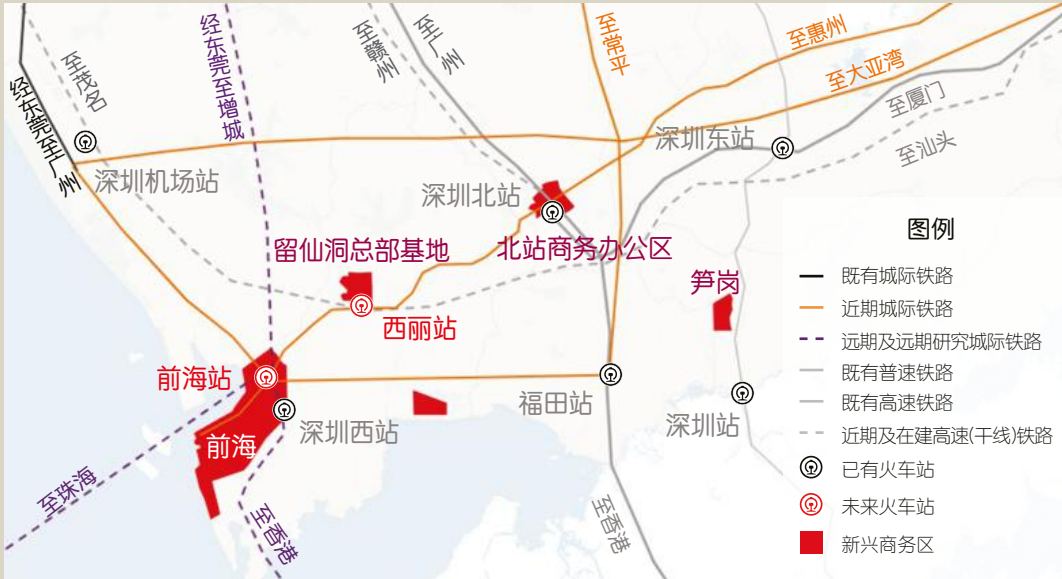 至茂名
经东莞至广州
经东莞至增城
至赣州
至广州
至常平
至惠州
至大亚湾
至厦门
至汕头
深圳机场站
深圳东站
深圳北站
留仙洞总部基地
北站商务办公区
笋岗
西丽站
前海站
前海
深圳西站
福田站
深圳站
至珠海
至香港
至香港
图例
既有城际铁路
近期城际铁路
远期及远期研究城际铁路
既有普速铁路
既有高速铁路
近期及在建高速(干线)铁路
已有火车站
未来火车站
新兴商务区